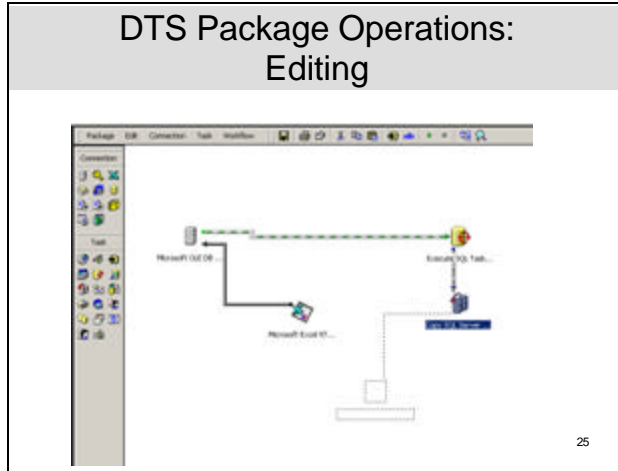 DTS Package Operations:
Editing
Package Edit Connection Task Workflow
Connection
Task
Microsoft OLE DB ...
Execute SQL Task...
Copy SQL Server ...
Microsoft Excel 97...
25